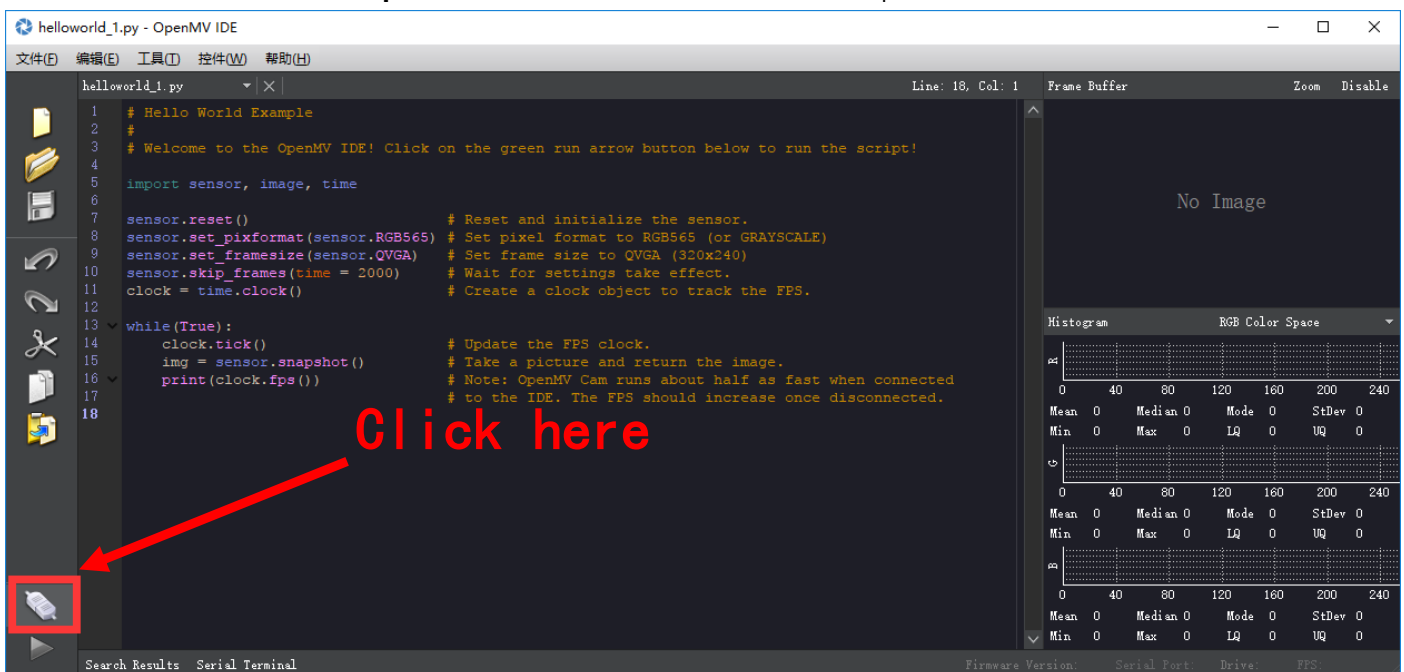 helloworld_1.py - OpenMV IDE
文件(F) 编辑(E) 工具(T) 控件(W) 帮助(H)
helloworld_1.py Line: 18, Col: 1 Frame Buffer Zoom Disable
1 # Hello World Example
2 #
3 # Welcome to the OpenMV IDE! Click on the green run arrow button below to run the script!
4
5 import sensor, image, time
6
7 sensor.reset() # Reset and initialize the sensor.
8 sensor.set_pixformat(sensor.RGB565) # Set pixel format to RGB565 (or GRAYSCALE)
9 sensor.set_framesize(sensor.QVGA) # Set frame size to QVGA (320x240)
10 sensor.skip_frames(time = 2000) # Wait for settings take effect.
11 clock = time.clock() # Create a clock object to track the FPS.
12
13 while(True):
14 clock.tick() # Update the FPS clock.
15 img = sensor.snapshot() # Take a picture and return the image.
16 print(clock.fps()) # Note: OpenMV Cam runs about half as fast when connected
17 # to the IDE. The FPS should increase once disconnected.
18
Click here
No Image
Histogram RGB Color Space
R
0 40 80 120 160 200 240
Mean 0 Median 0 Mode 0 StDev 0
Min 0 Max 0 LQ 0 UQ 0
G
0 40 80 120 160 200 240
Mean 0 Median 0 Mode 0 StDev 0
Min 0 Max 0 LQ 0 UQ 0
B
0 40 80 120 160 200 240
Mean 0 Median 0 Mode 0 StDev 0
Min 0 Max 0 LQ 0 UQ 0
Search Results Serial Terminal Firmware Version: Serial Port: Drive: FPS: